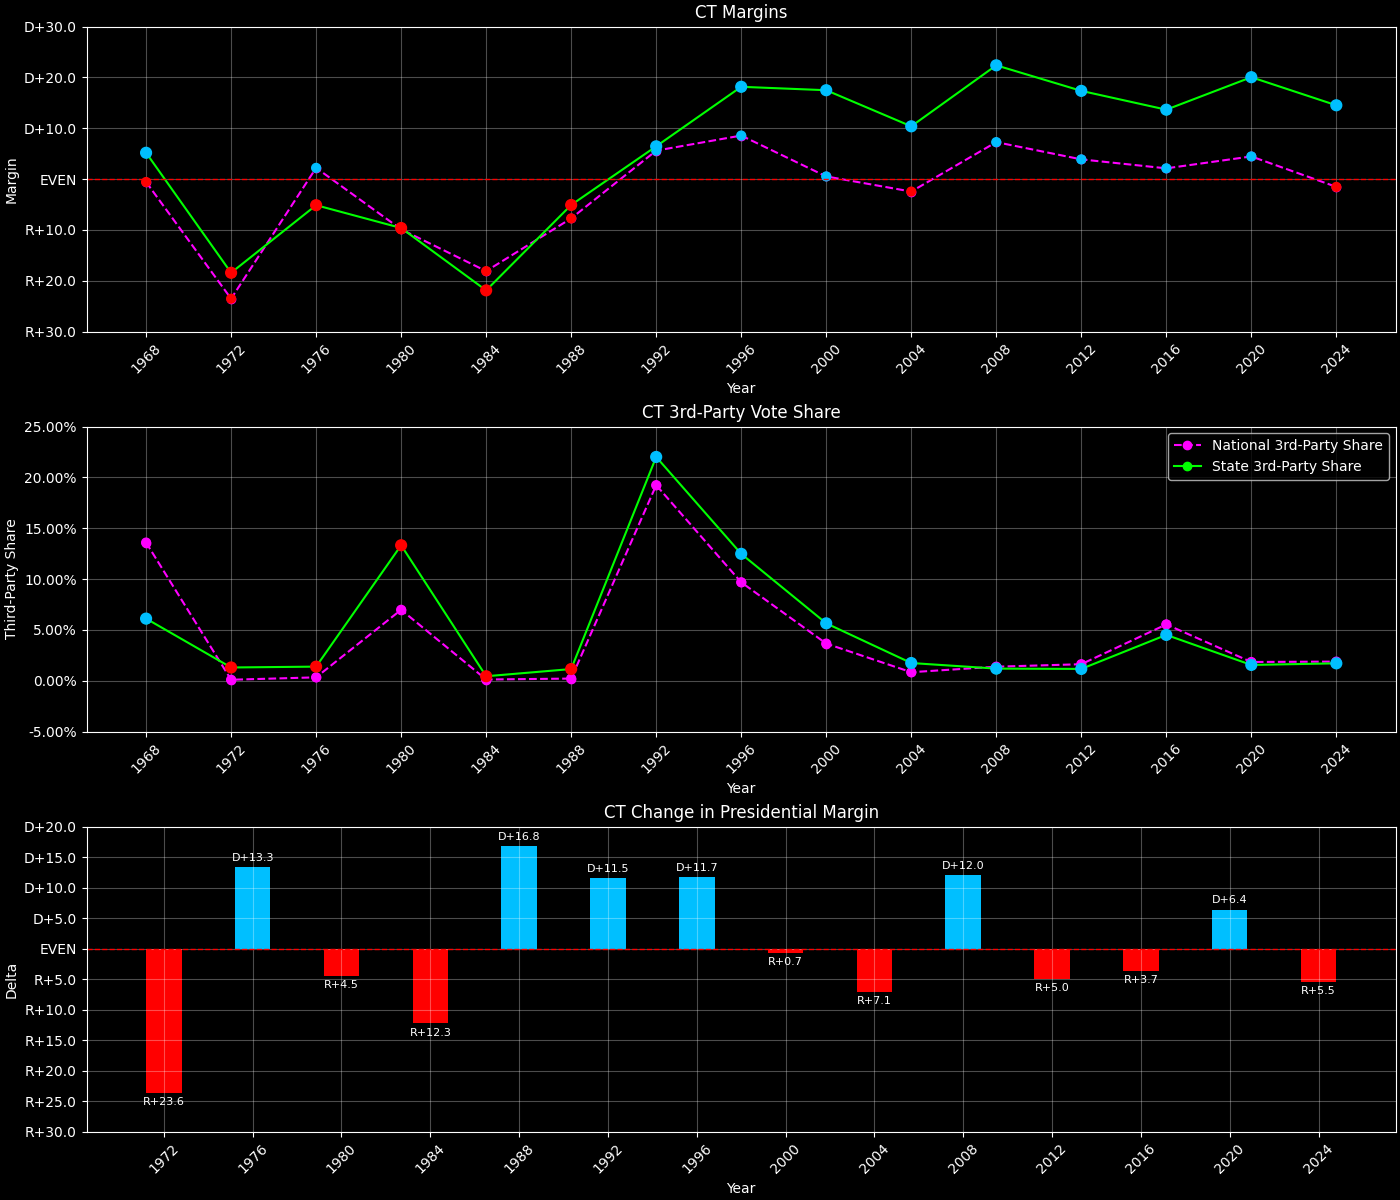 CT Margins
D+30.0
D+20.0
D+10.0
EVEN
R+10.0
R+20.0
R+30.0
Margin
1968
1972
1976
1980
1984
1988
1992
1996
2000
2004
2008
2012
2016
2020
2024
Year
CT 3rd-Party Vote Share
25.00%
20.00%
15.00%
10.00%
5.00%
0.00%
-5.00%
Third-Party Share
National 3rd-Party Share
State 3rd-Party Share
1968
1972
1976
1980
1984
1988
1992
1996
2000
2004
2008
2012
2016
2020
2024
Year
CT Change in Presidential Margin
D+20.0
D+15.0
D+10.0
D+5.0
EVEN
R+5.0
R+10.0
R+15.0
R+20.0
R+25.0
R+30.0
Delta
R+23.6
D+13.3
R+4.5
R+12.3
D+16.8
D+11.5
D+11.7
R+0.7
R+7.1
D+12.0
R+5.0
R+3.7
D+6.4
R+5.5
1972
1976
1980
1984
1988
1992
1996
2000
2004
2008
2012
2016
2020
2024
Year